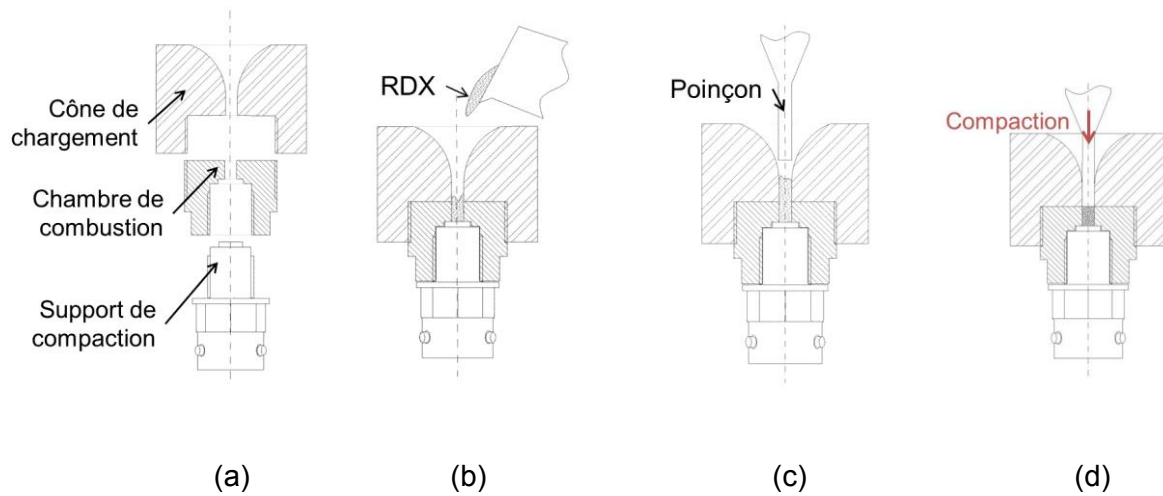 Cône de
chargement
Chambre de
combustion
Support de
compaction
RDX
Poinçon
Compaction
(a)
(b)
(c)
(d)